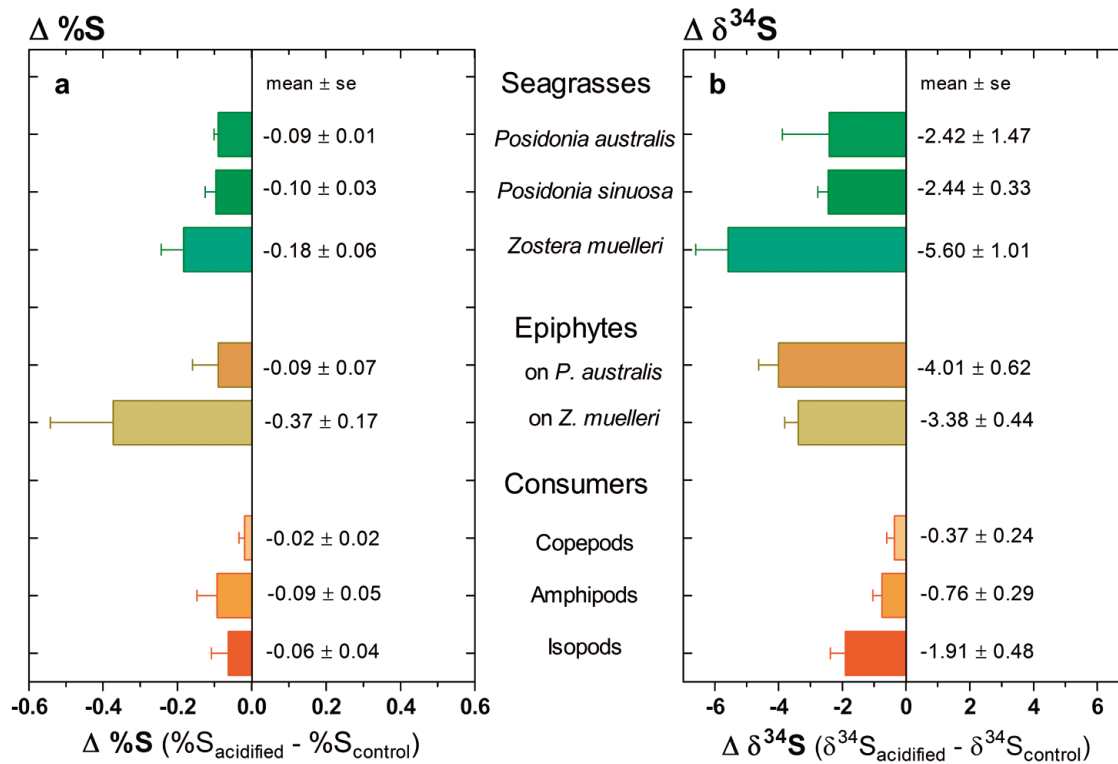 Δ %S
Δ δ³⁴S
a
mean ± se
Seagrasses
b
mean ± se
-0.09 ± 0.01
Posidonia australis
-2.42 ± 1.47
-0.10 ± 0.03
Posidonia sinuosa
-2.44 ± 0.33
-0.18 ± 0.06
Zostera muelleri
-5.60 ± 1.01
Epiphytes
-0.09 ± 0.07
on P. australis
-4.01 ± 0.62
-0.37 ± 0.17
on Z. muelleri
-3.38 ± 0.44
Consumers
-0.02 ± 0.02
Copepods
-0.37 ± 0.24
-0.09 ± 0.05
Amphipods
-0.76 ± 0.29
-0.06 ± 0.04
Isopods
-1.91 ± 0.48
-0.6 -0.4 -0.2 0.0 0.2 0.4 0.6
-6 -4 -2 0 2 4 6
Δ %S (%Sacidified - %Scontrol)
Δ δ³⁴S (δ³⁴Sacidified - δ³⁴Scontrol)